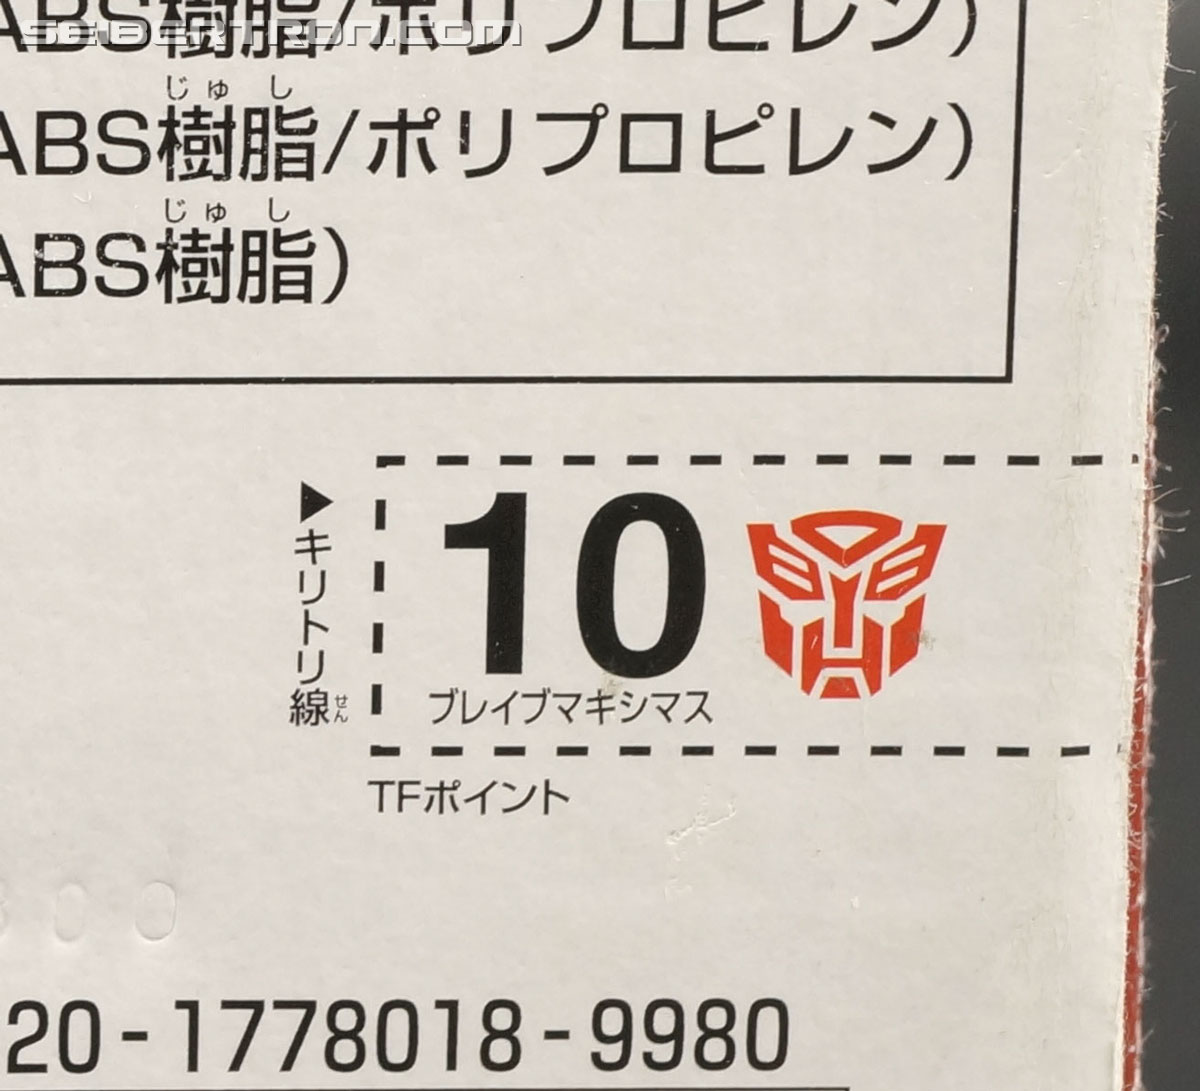 ABS樹脂/ポリプロピレン)
SEIBERTRON.com
じゅ し
ABS樹脂/ポリプロピレン)
じゅ し
ABS樹脂)
▶キリトリ線
せん
10
ブレイブマキシマス
TFポイント
00
20-1778018-9980